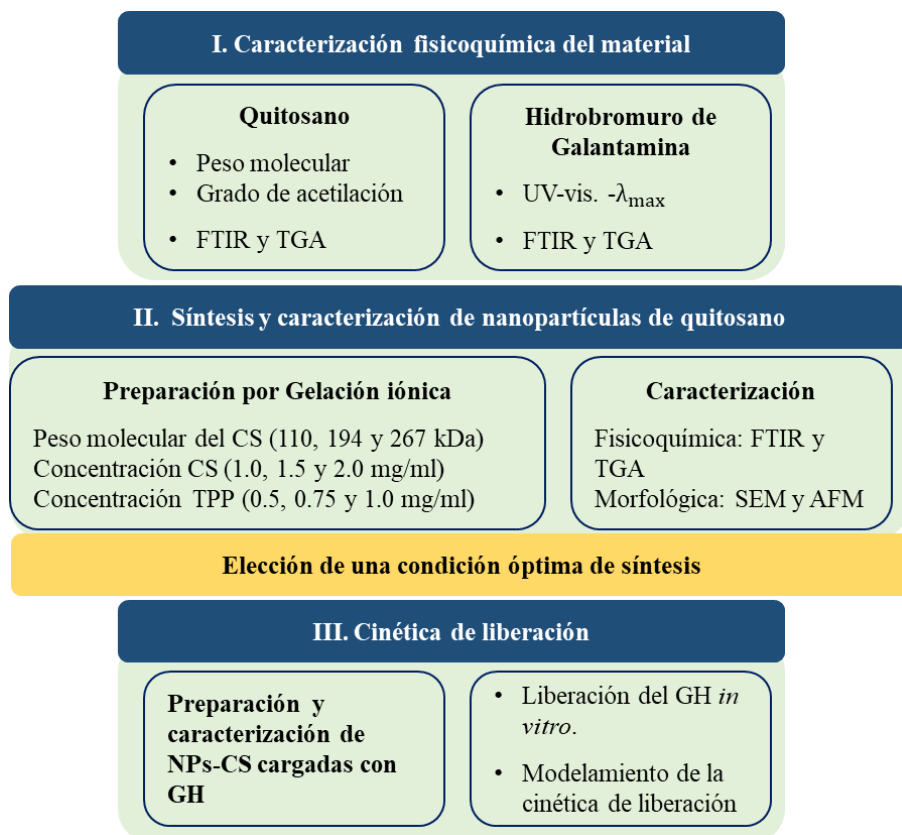 I. Caracterización fisicoquímica del material
Quitosano
• Peso molecular
• Grado de acetilación
• FTIR y TGA
Hidrobromuro de
Galantamina
• UV-vis. -λmax
• FTIR y TGA
II. Síntesis y caracterización de nanopartículas de quitosano
Preparación por Gelación iónica
Peso molecular del CS (110, 194 y 267 kDa)
Concentración CS (1.0, 1.5 y 2.0 mg/ml)
Concentración TPP (0.5, 0.75 y 1.0 mg/ml)
Caracterización
Fisicoquímica: FTIR y
TGA
Morfológica: SEM y AFM
Elección de una condición óptima de síntesis
III. Cinética de liberación
Preparación y
caracterización de
NPs-CS cargadas con
GH
• Liberación del GH in
vitro.
• Modelamiento de la
cinética de liberación